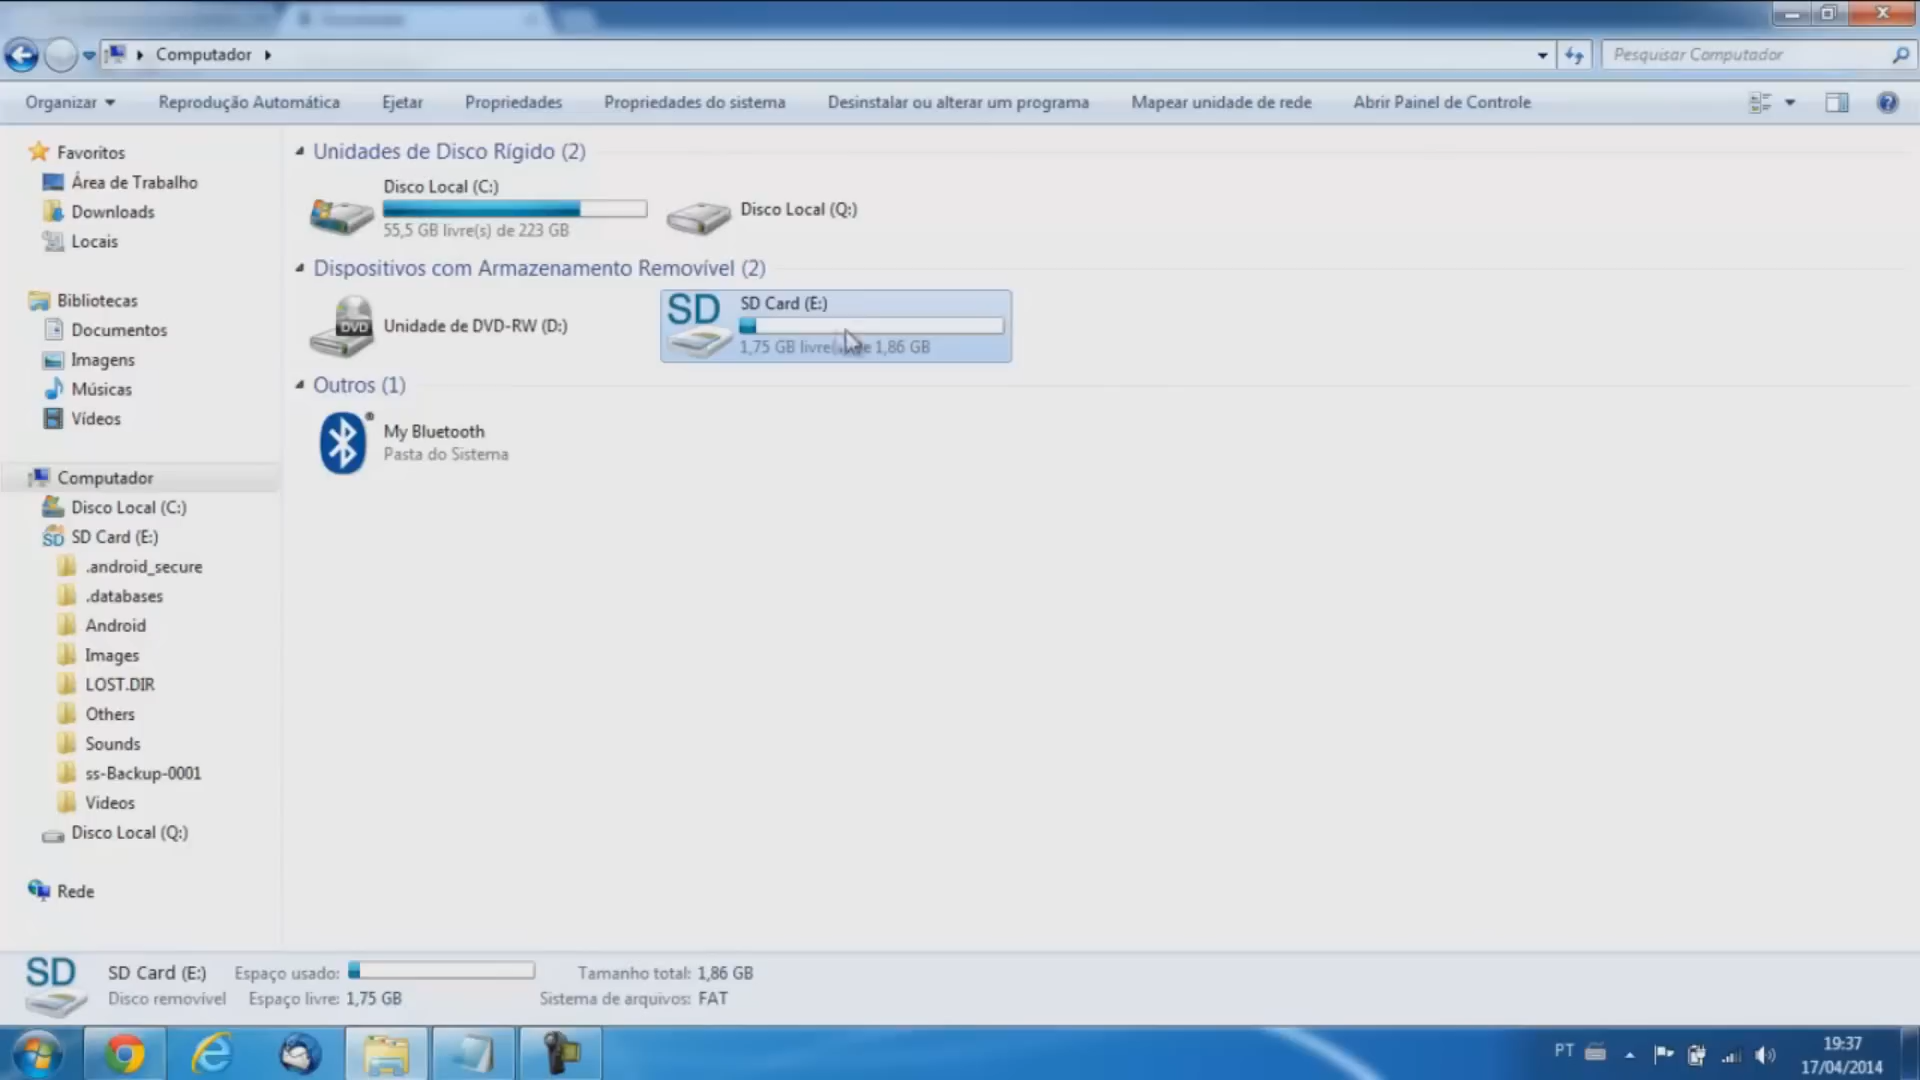 Computador
Pesquisar Computador
Organizar
Reprodução Automática
Ejetar
Propriedades
Propriedades do sistema
Desinstalar ou alterar um programa
Mapear unidade de rede
Abrir Painel de Controle
Favoritos
Área de Trabalho
Downloads
Locais
Bibliotecas
Documentos
Imagens
Músicas
Vídeos
Computador
Disco Local (C:)
SD Card (E:)
.android_secure
.databases
Android
Images
LOST.DIR
Others
Sounds
ss-Backup-0001
Videos
Disco Local (Q:)
Rede
Unidades de Disco Rígido (2)
Disco Local (C:)
55,5 GB livre(s) de 223 GB
Disco Local (Q:)
Dispositivos com Armazenamento Removível (2)
DVD
Unidade de DVD-RW (D:)
SD
SD Card (E:)
1,75 GB 1,86 GB
Outros (1)
My Bluetooth
Pasta do Sistema
SD
SD Card (E:)
Espaço usado:
Tamanho total: 1,86 GB
Disco removível
Espaço livre: 1,75 GB
Sistema de arquivos: FAT
PT
19:37
17/04/2014